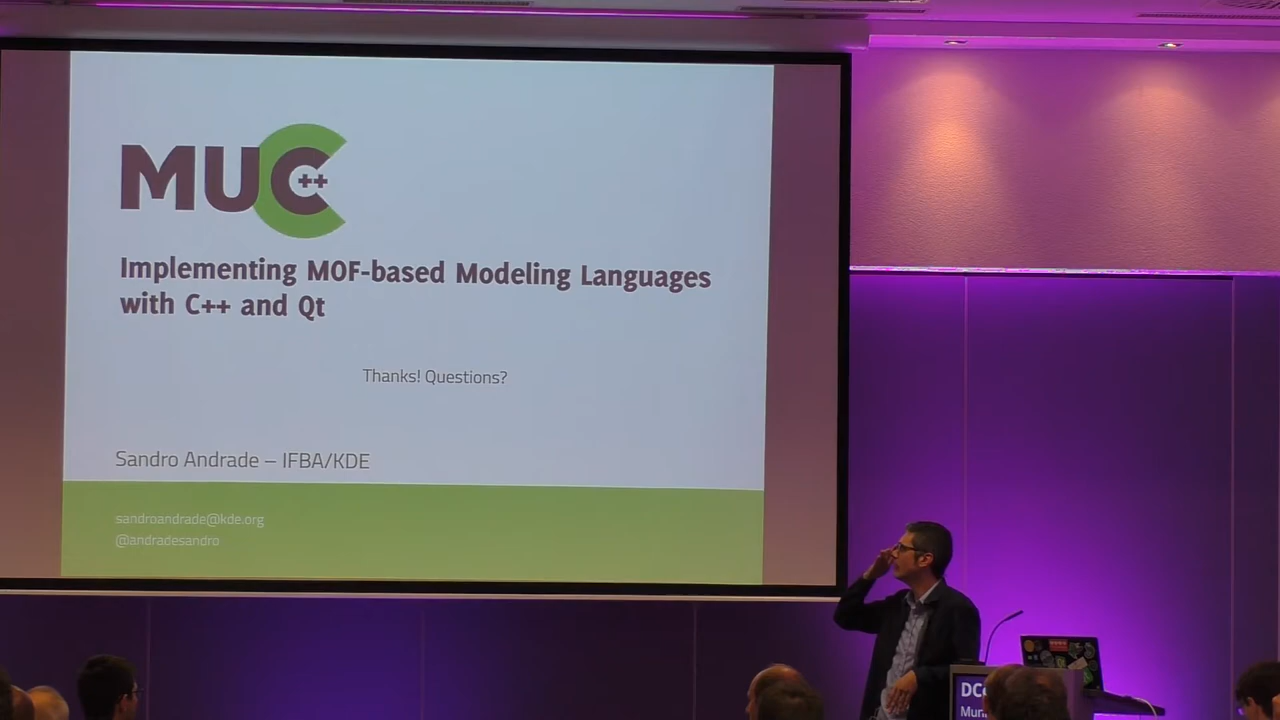 MUC++
Implementing MOF-based Modeling Languages
with C++ and Qt
Thanks! Questions?
Sandro Andrade – IFBA/KDE
sandroandrade@kde.org
@andradesandro